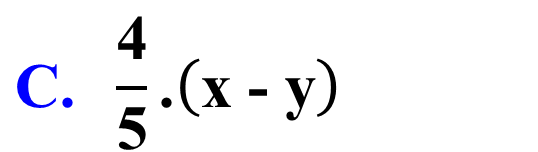 C. 4/5 .(x - y)